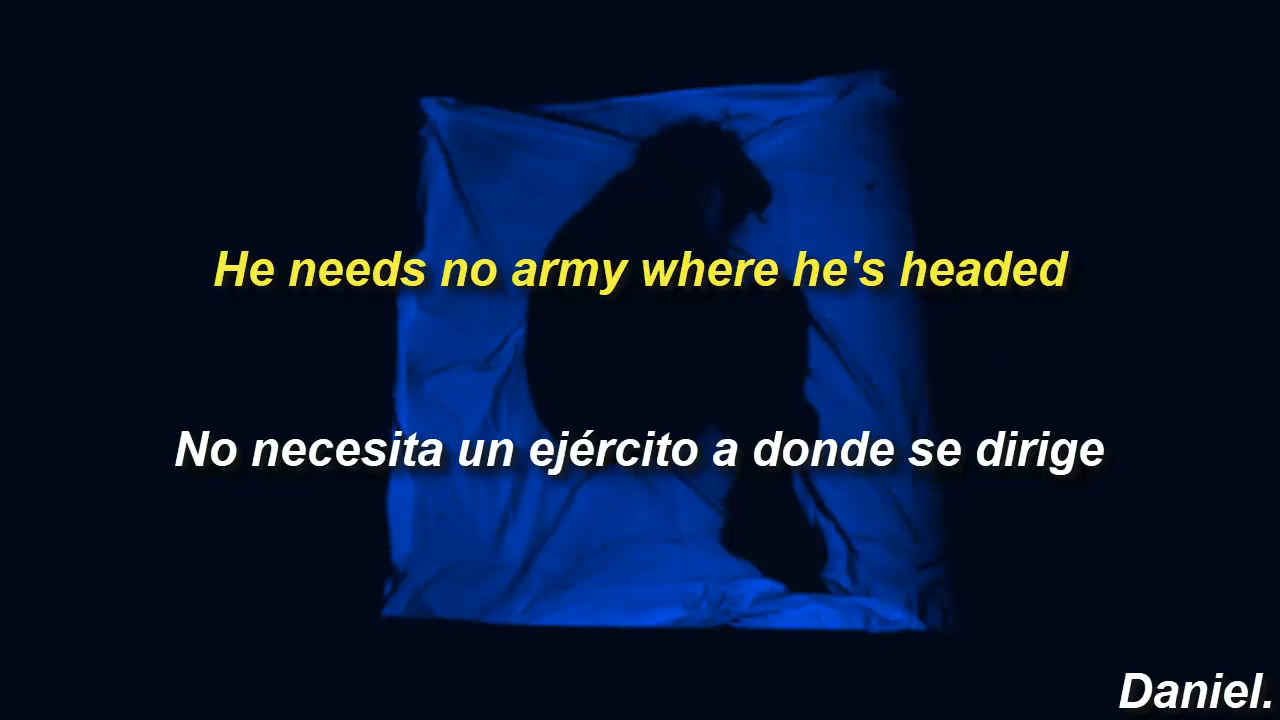 He needs no army where he's headed
No necesita un ejército a donde se dirige
Daniel.